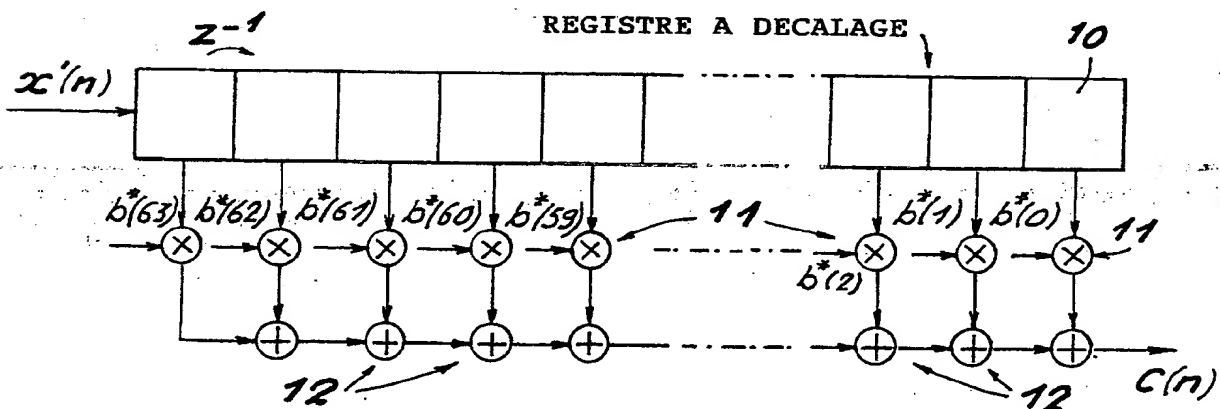 REGISTRE A DECALAGE
z-1
10
x'(n)
b*(63) b*(62) b*(61) b*(60) b*(59) 11 b*(1) b*(0) 11
b*(2)
12 12 C(n)